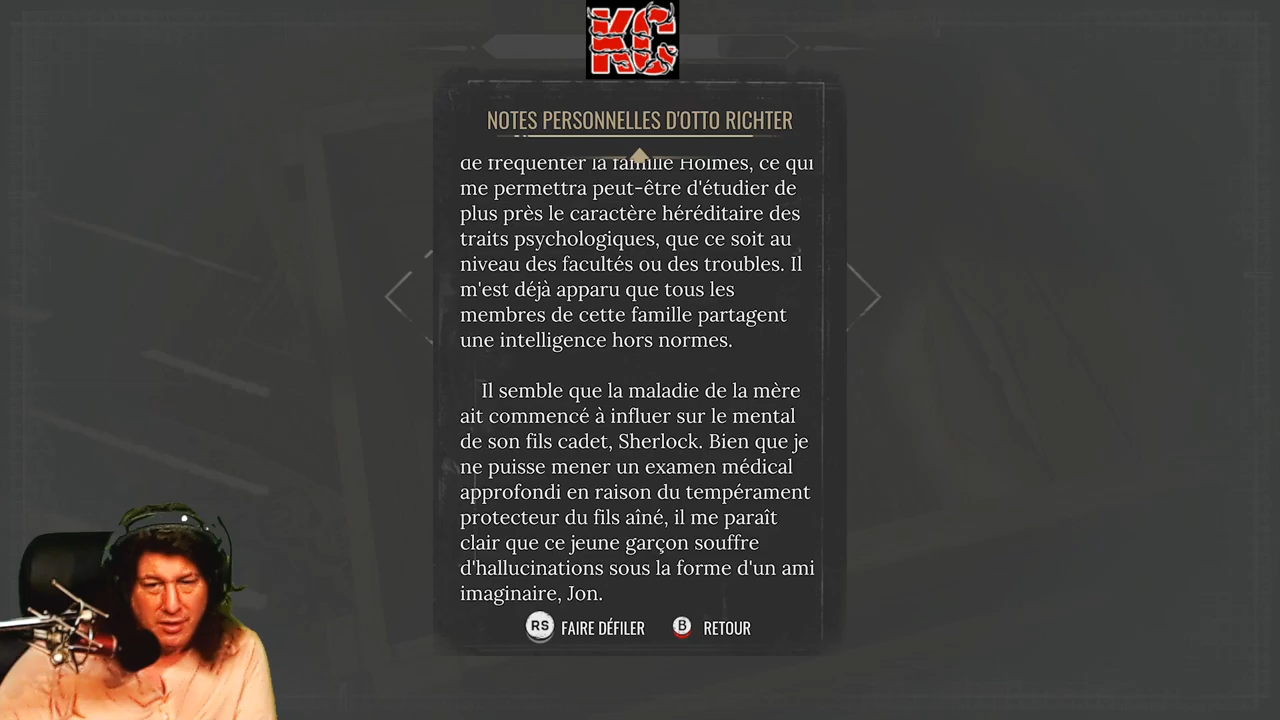 KC
NOTES PERSONNELLES D'OTTO RICHTER
de fréquenter la famille Holmes, ce qui
me permettra peut-être d'étudier de
plus près le caractère héréditaire des
traits psychologiques, que ce soit au
niveau des facultés ou des troubles. Il
m'est déjà apparu que tous les
membres de cette famille partagent
une intelligence hors normes.
Il semble que la maladie de la mère
ait commencé à influer sur le mental
de son fils cadet, Sherlock. Bien que je
ne puisse mener un examen médical
approfondi en raison du tempérament
protecteur du fils aîné, il me paraît
clair que ce jeune garçon souffre
d'hallucinations sous la forme d'un ami
imaginaire, Jon.
RS FAIRE DÉFILER B RETOUR